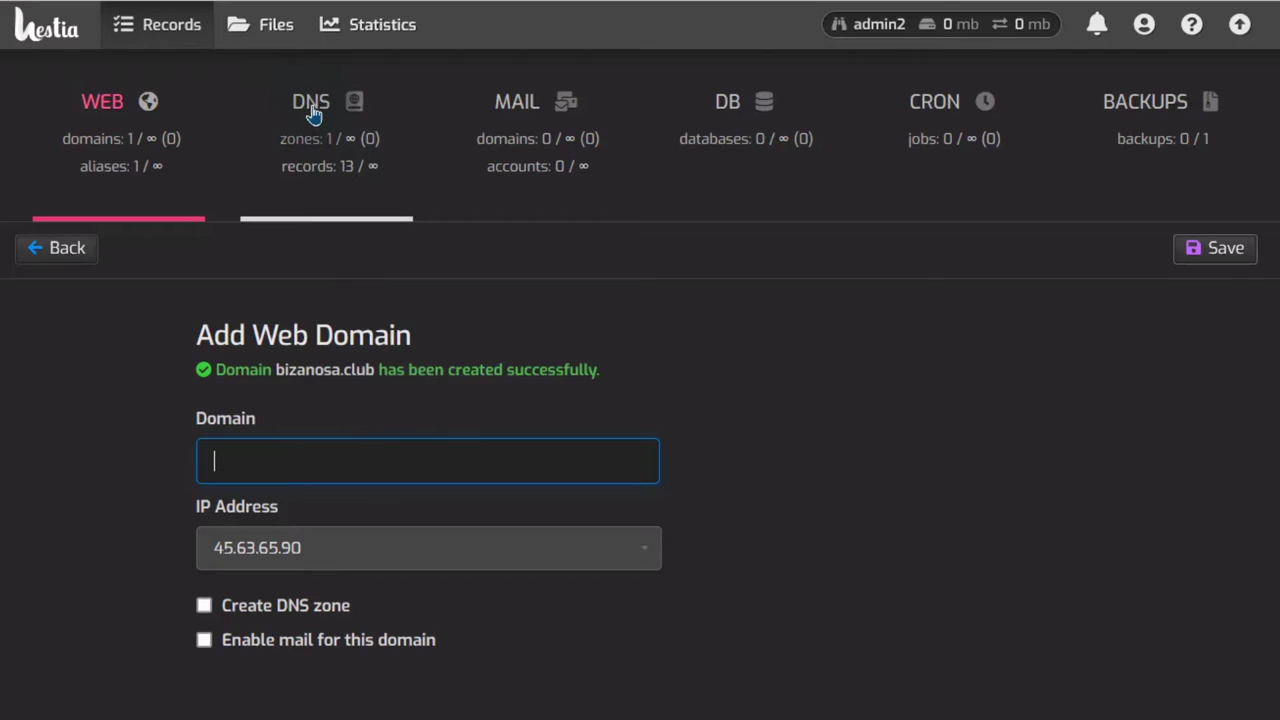 hestia
Records
Files
Statistics
admin2 0 mb 0 mb
WEB
domains: 1 / ∞ (0)
aliases: 1 / ∞
DNS
zones: 1 / ∞ (0)
records: 13 / ∞
MAIL
domains: 0 / ∞ (0)
accounts: 0 / ∞
DB
databases: 0 / ∞ (0)
CRON
jobs: 0 / ∞ (0)
BACKUPS
backups: 0 / 1
Back
Save
Add Web Domain
Domain bizanosa.club has been created successfully.
Domain
IP Address
45.63.65.90
Create DNS zone
Enable mail for this domain